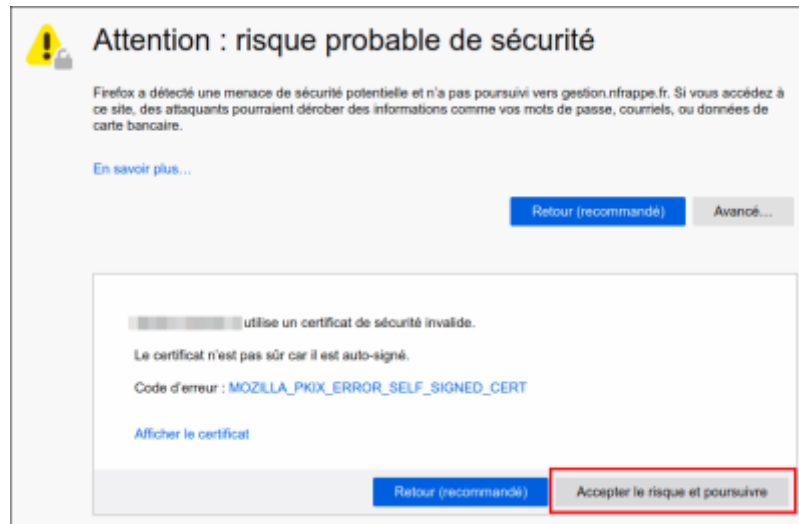 Attention : risque probable de sécurité
Firefox a détecté une menace de sécurité potentielle et n'a pas poursuivi vers gestion.nfrappe.fr. Si vous accédez à
ce site, des attaquants pourraient dérober des informations comme vos mots de passe, courriels, ou données de
carte bancaire.
En savoir plus…
Retour (recommandé) Avancé…
utilise un certificat de sécurité invalide.
Le certificat n'est pas sûr car il est auto-signé.
Code d'erreur : MOZILLA_PKIX_ERROR_SELF_SIGNED_CERT
Afficher le certificat
Retour (recommandé) Accepter le risque et poursuivre